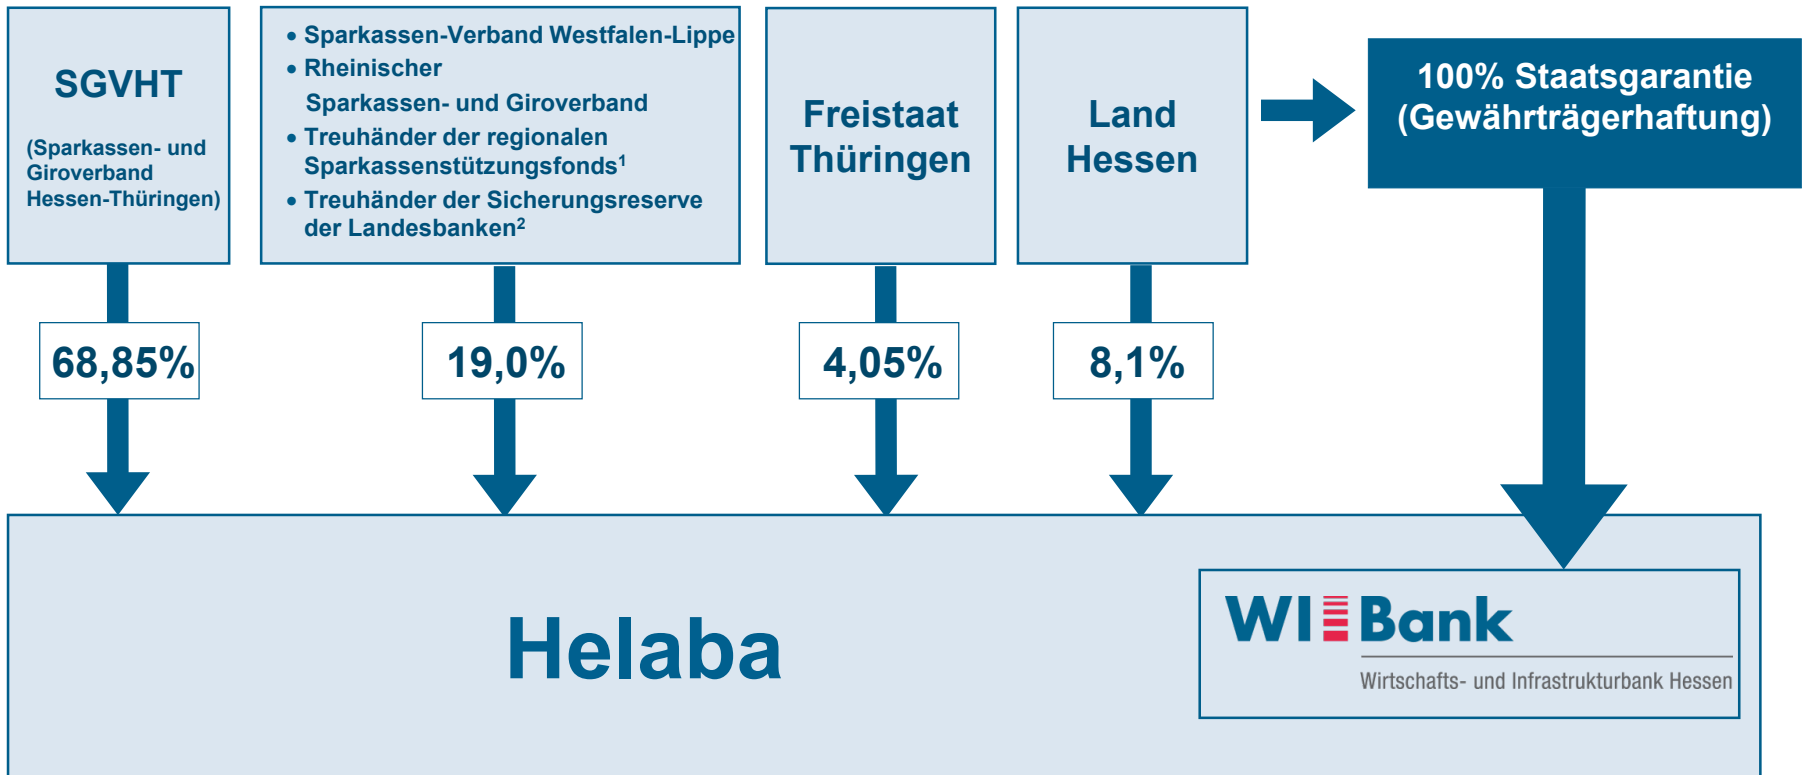 SGVHT
(Sparkassen- und
Giroverband
Hessen-Thüringen)
• Sparkassen-Verband Westfalen-Lippe
• Rheinischer
Sparkassen- und Giroverband
• Treuhänder der regionalen
Sparkassenstützungsfonds¹
• Treuhänder der Sicherungsreserve
der Landesbanken²
Freistaat
Thüringen
Land
Hessen
100% Staatsgarantie
(Gewährträgerhaftung)
68,85%
19,0%
4,05%
8,1%
Helaba
WIBank
Wirtschafts- und Infrastrukturbank Hessen